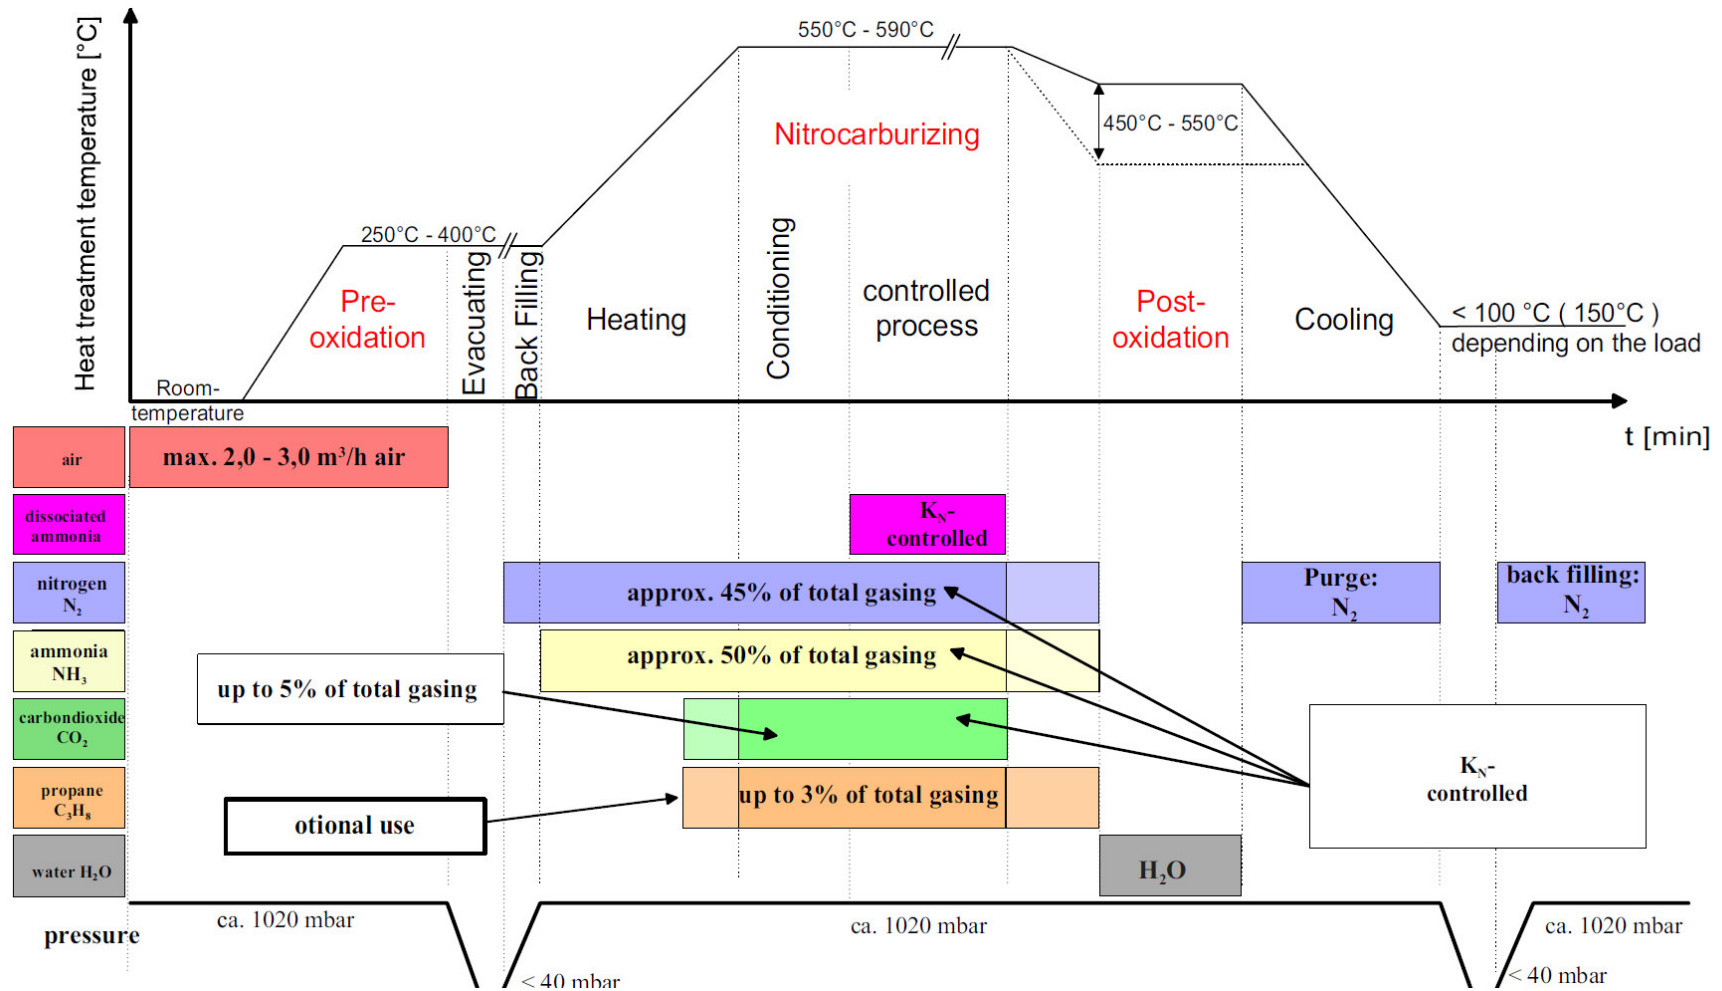 Heat treatment temperature [°C]
550°C - 590°C
450°C - 550°C
Nitrocarburizing
250°C - 400°C
Pre-
oxidation
Evacuating
Back Filling
Heating
Conditioning
controlled
process
Post-
oxidation
Cooling
< 100 °C ( 150°C )
depending on the load
Room-
temperature
t [min]
air
max. 2,0 - 3,0 m³/h air
dissociated
ammonia
K_N-
controlled
nitrogen
N₂
approx. 45% of total gasing
Purge:
N₂
back filling:
N₂
ammonia
NH₃
approx. 50% of total gasing
up to 5% of total gasing
carbondioxide
CO₂
K_N-
controlled
propane
C₃H₈
up to 3% of total gasing
otional use
water H₂O
H₂O
pressure
ca. 1020 mbar
< 40 mbar
ca. 1020 mbar
ca. 1020 mbar
< 40 mbar